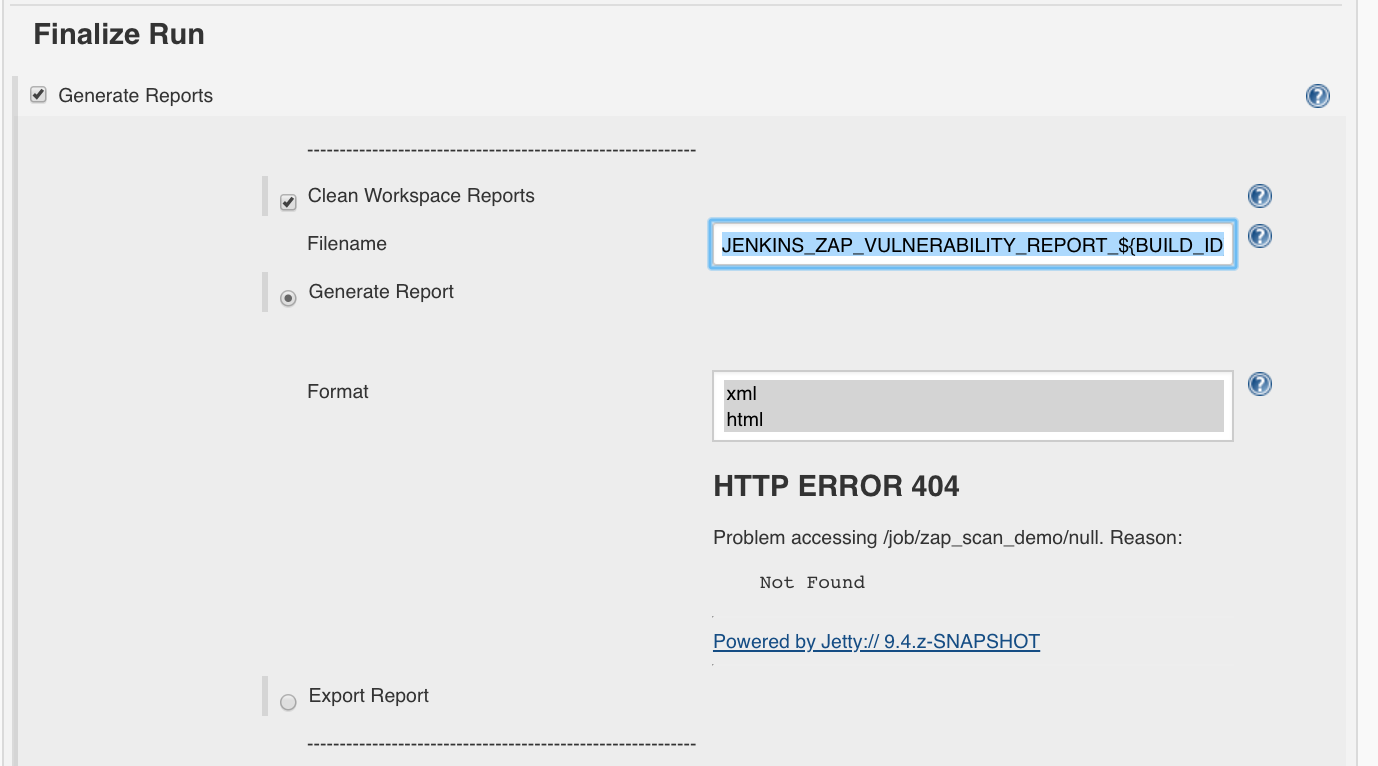 Finalize Run
Generate Reports
------------------------------------------------------------
Clean Workspace Reports
Filename JENKINS_ZAP_VULNERABILITY_REPORT_${BUILD_ID
Generate Report
Format xml
html
HTTP ERROR 404
Problem accessing /job/zap_scan_demo/null. Reason:
Not Found
Powered by Jetty:// 9.4.z-SNAPSHOT
Export Report
------------------------------------------------------------